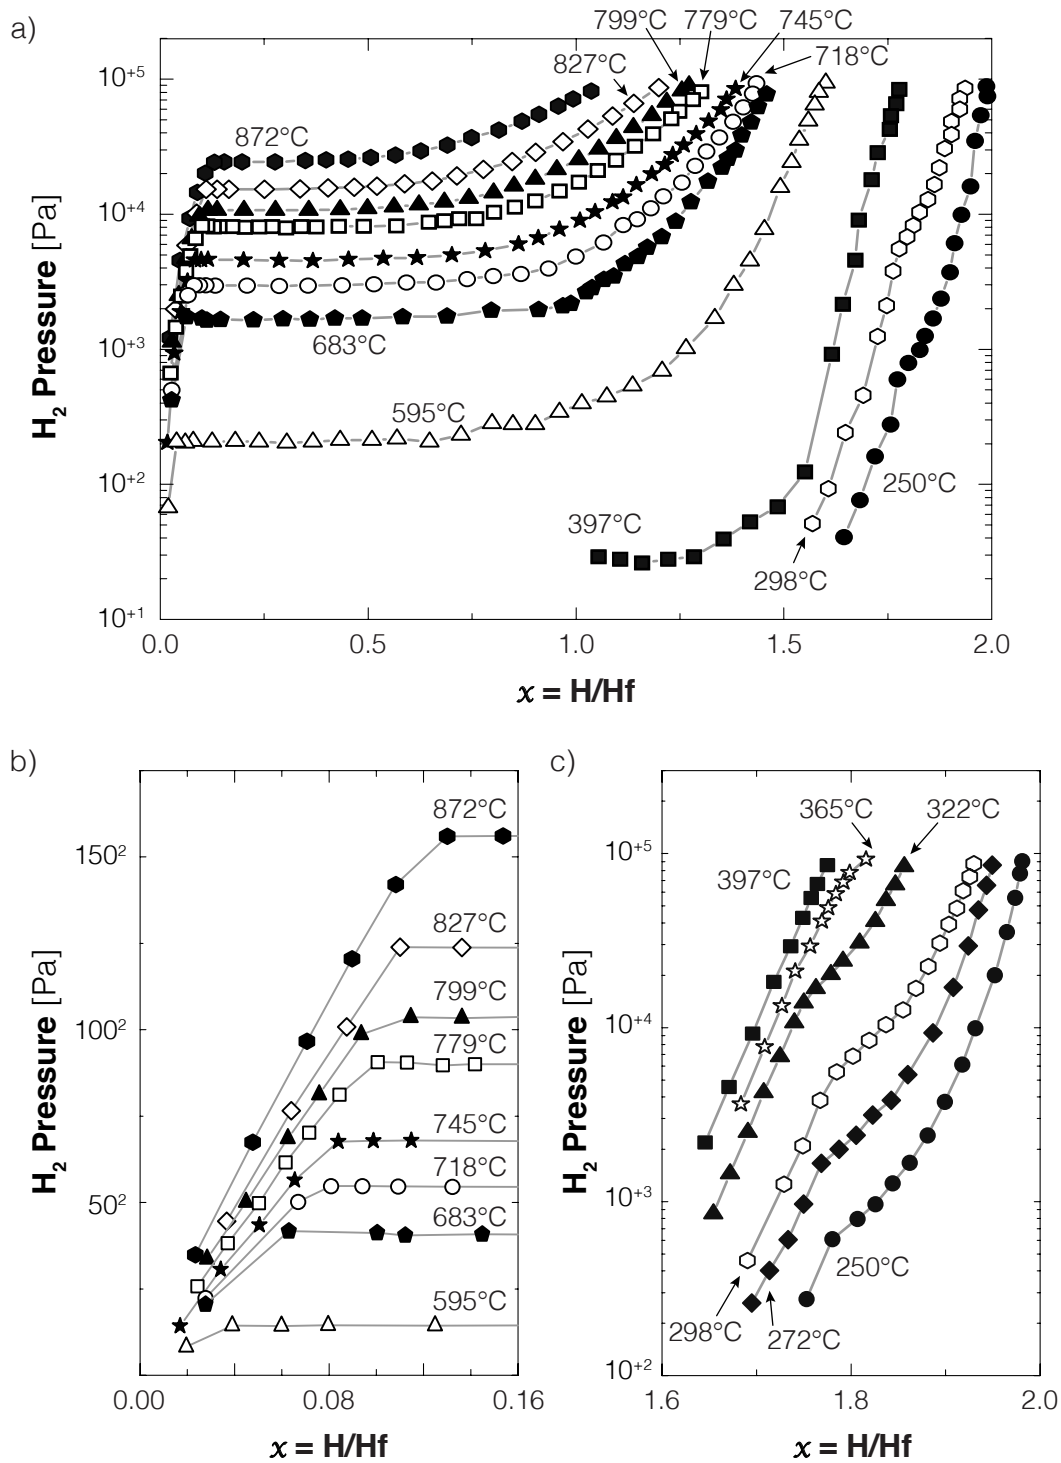 a)
799°C 779°C 745°C
827°C 718°C
10⁺⁵
872°C
10⁺⁴
H₂ Pressure [Pa]
10⁺³
683°C
595°C
10⁺²
397°C
250°C
298°C
10⁺¹
0.0 0.5 1.0 1.5 2.0
x = H/Hf
b)
872°C
150²
827°C
799°C
100²
779°C
H₂ Pressure [Pa]
745°C
718°C
50²
683°C
595°C
0.00 0.08 0.16
x = H/Hf
c)
365°C 322°C
10⁺⁵
397°C
10⁺⁴
H₂ Pressure [Pa]
10⁺³
250°C
298°C 272°C
10⁺²
1.6 1.8 2.0
x = H/Hf